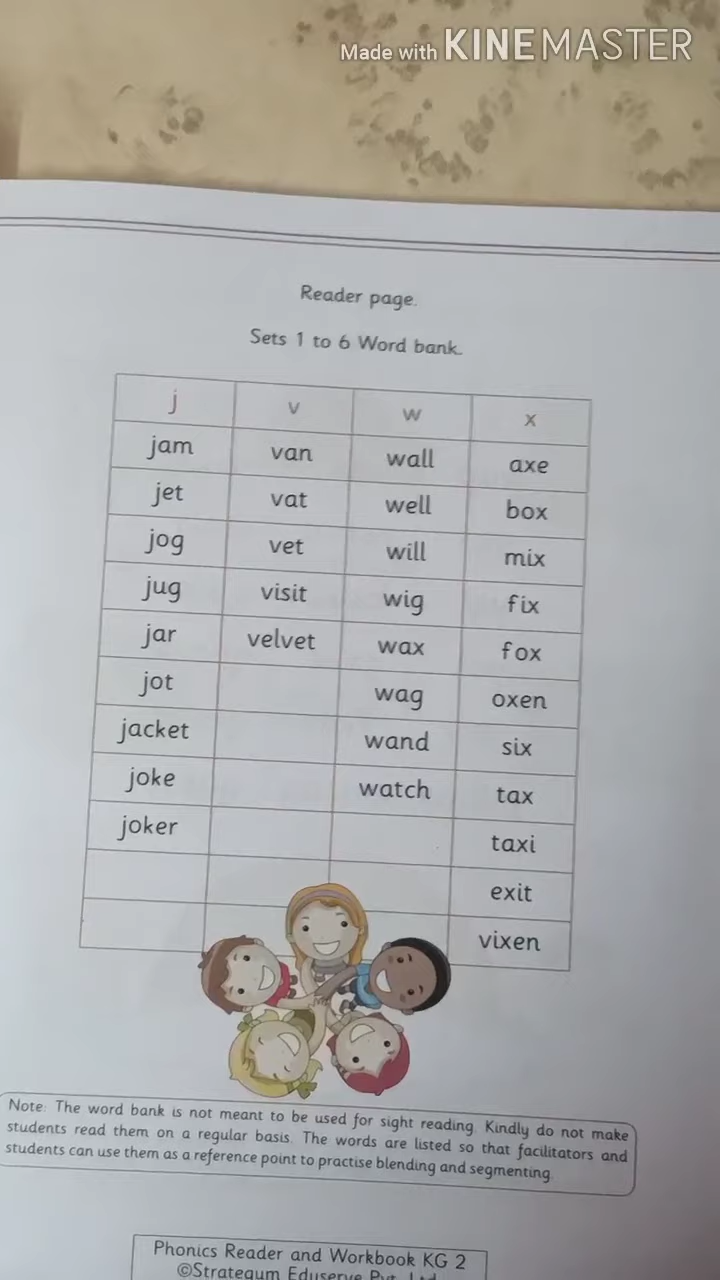 Made with KINEMASTER
Reader page.
Sets 1 to 6 Word bank.
j v w x
jam van wall axe
jet vat well box
jog vet will mix
jug visit wig fix
jar velvet wax fox
jot wag oxen
jacket wand six
joke watch tax
joker taxi
exit
vixen
Note: The word bank is not meant to be used for sight reading. Kindly do not make
students read them on a regular basis. The words are listed so that facilitators and
students can use them as a reference point to practise blending and segmenting.
Phonics Reader and Workbook KG 2
©Strategum Eduserve Pvt. Ltd.